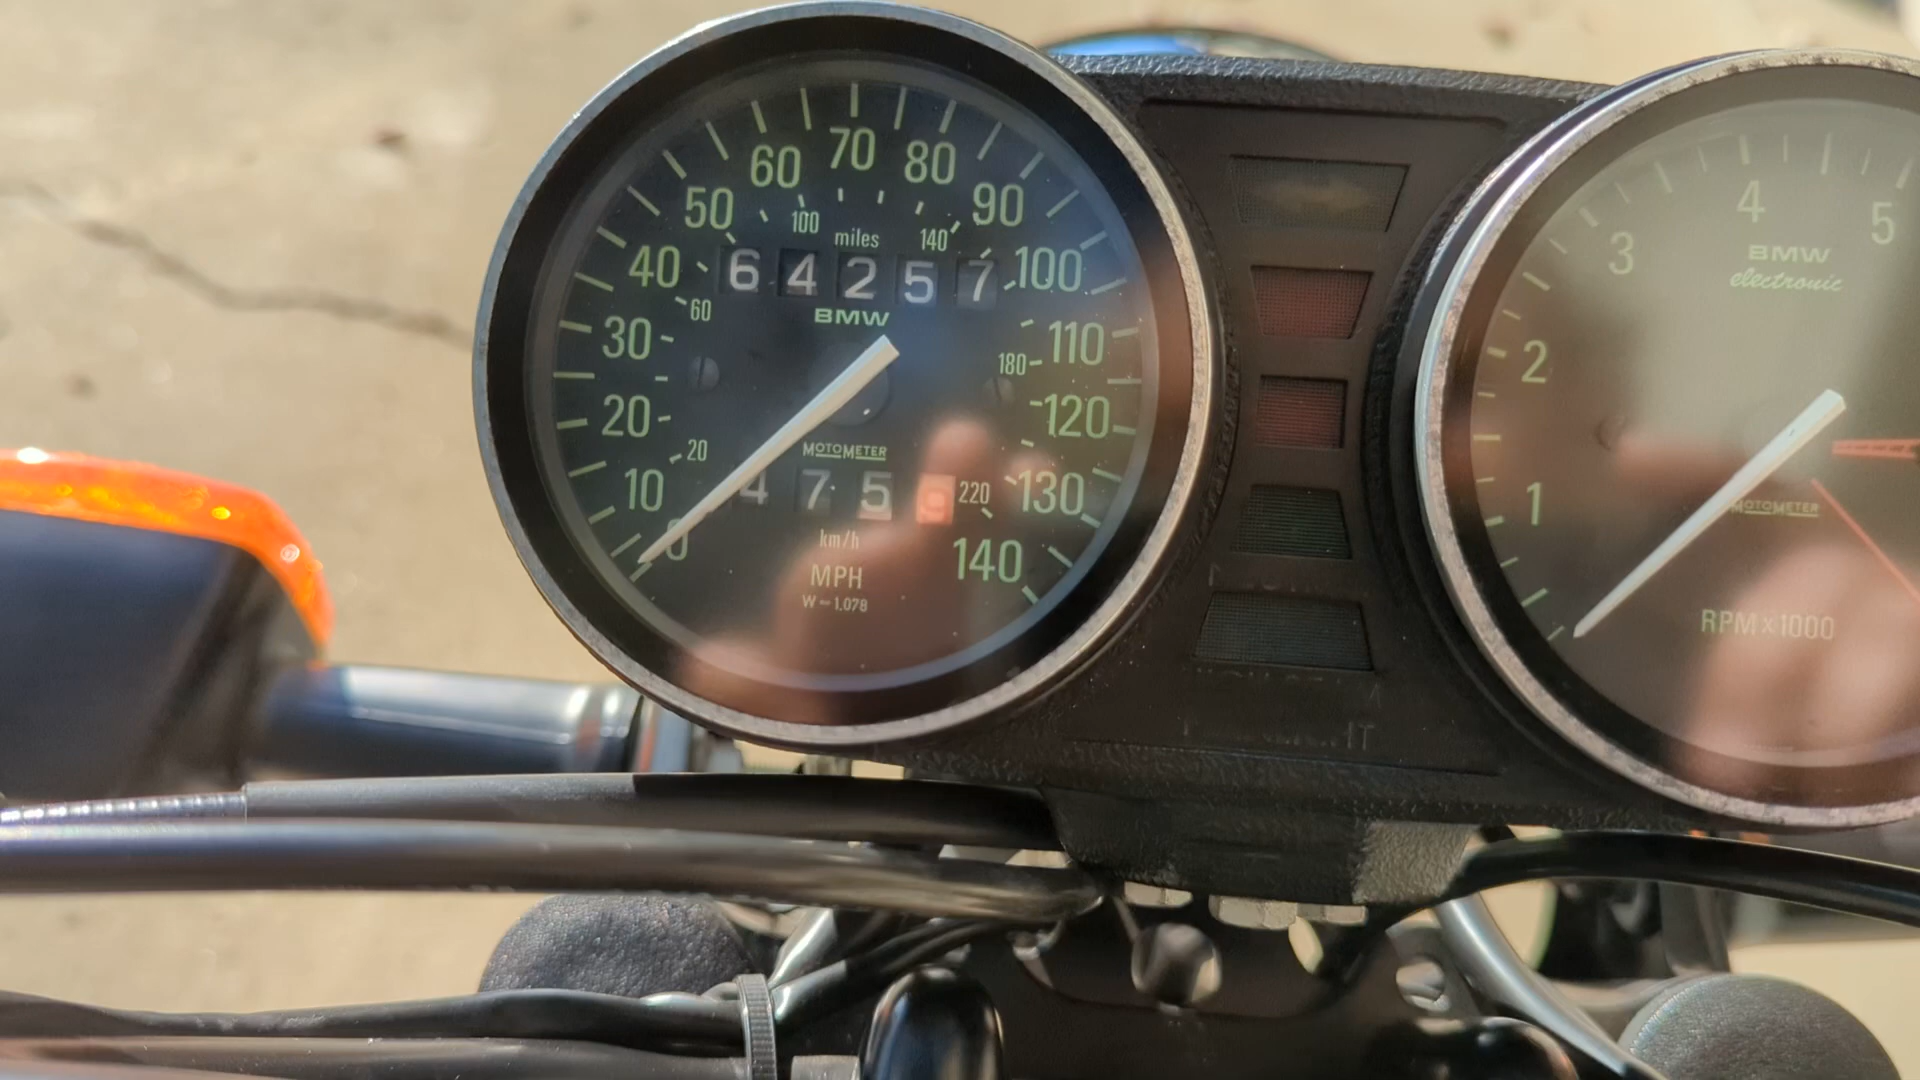 70
60 80
50 90
100
miles 140
40 6 4 2 5 7 100
60
BMW
30 110
180
20 120
MOTOMETER
20
10 4 7 5 220 130
0
km/h
MPH 140
W=1.078
4
5
3
BMW
electronic
2
1
MOTOMETER
RPM x 1000